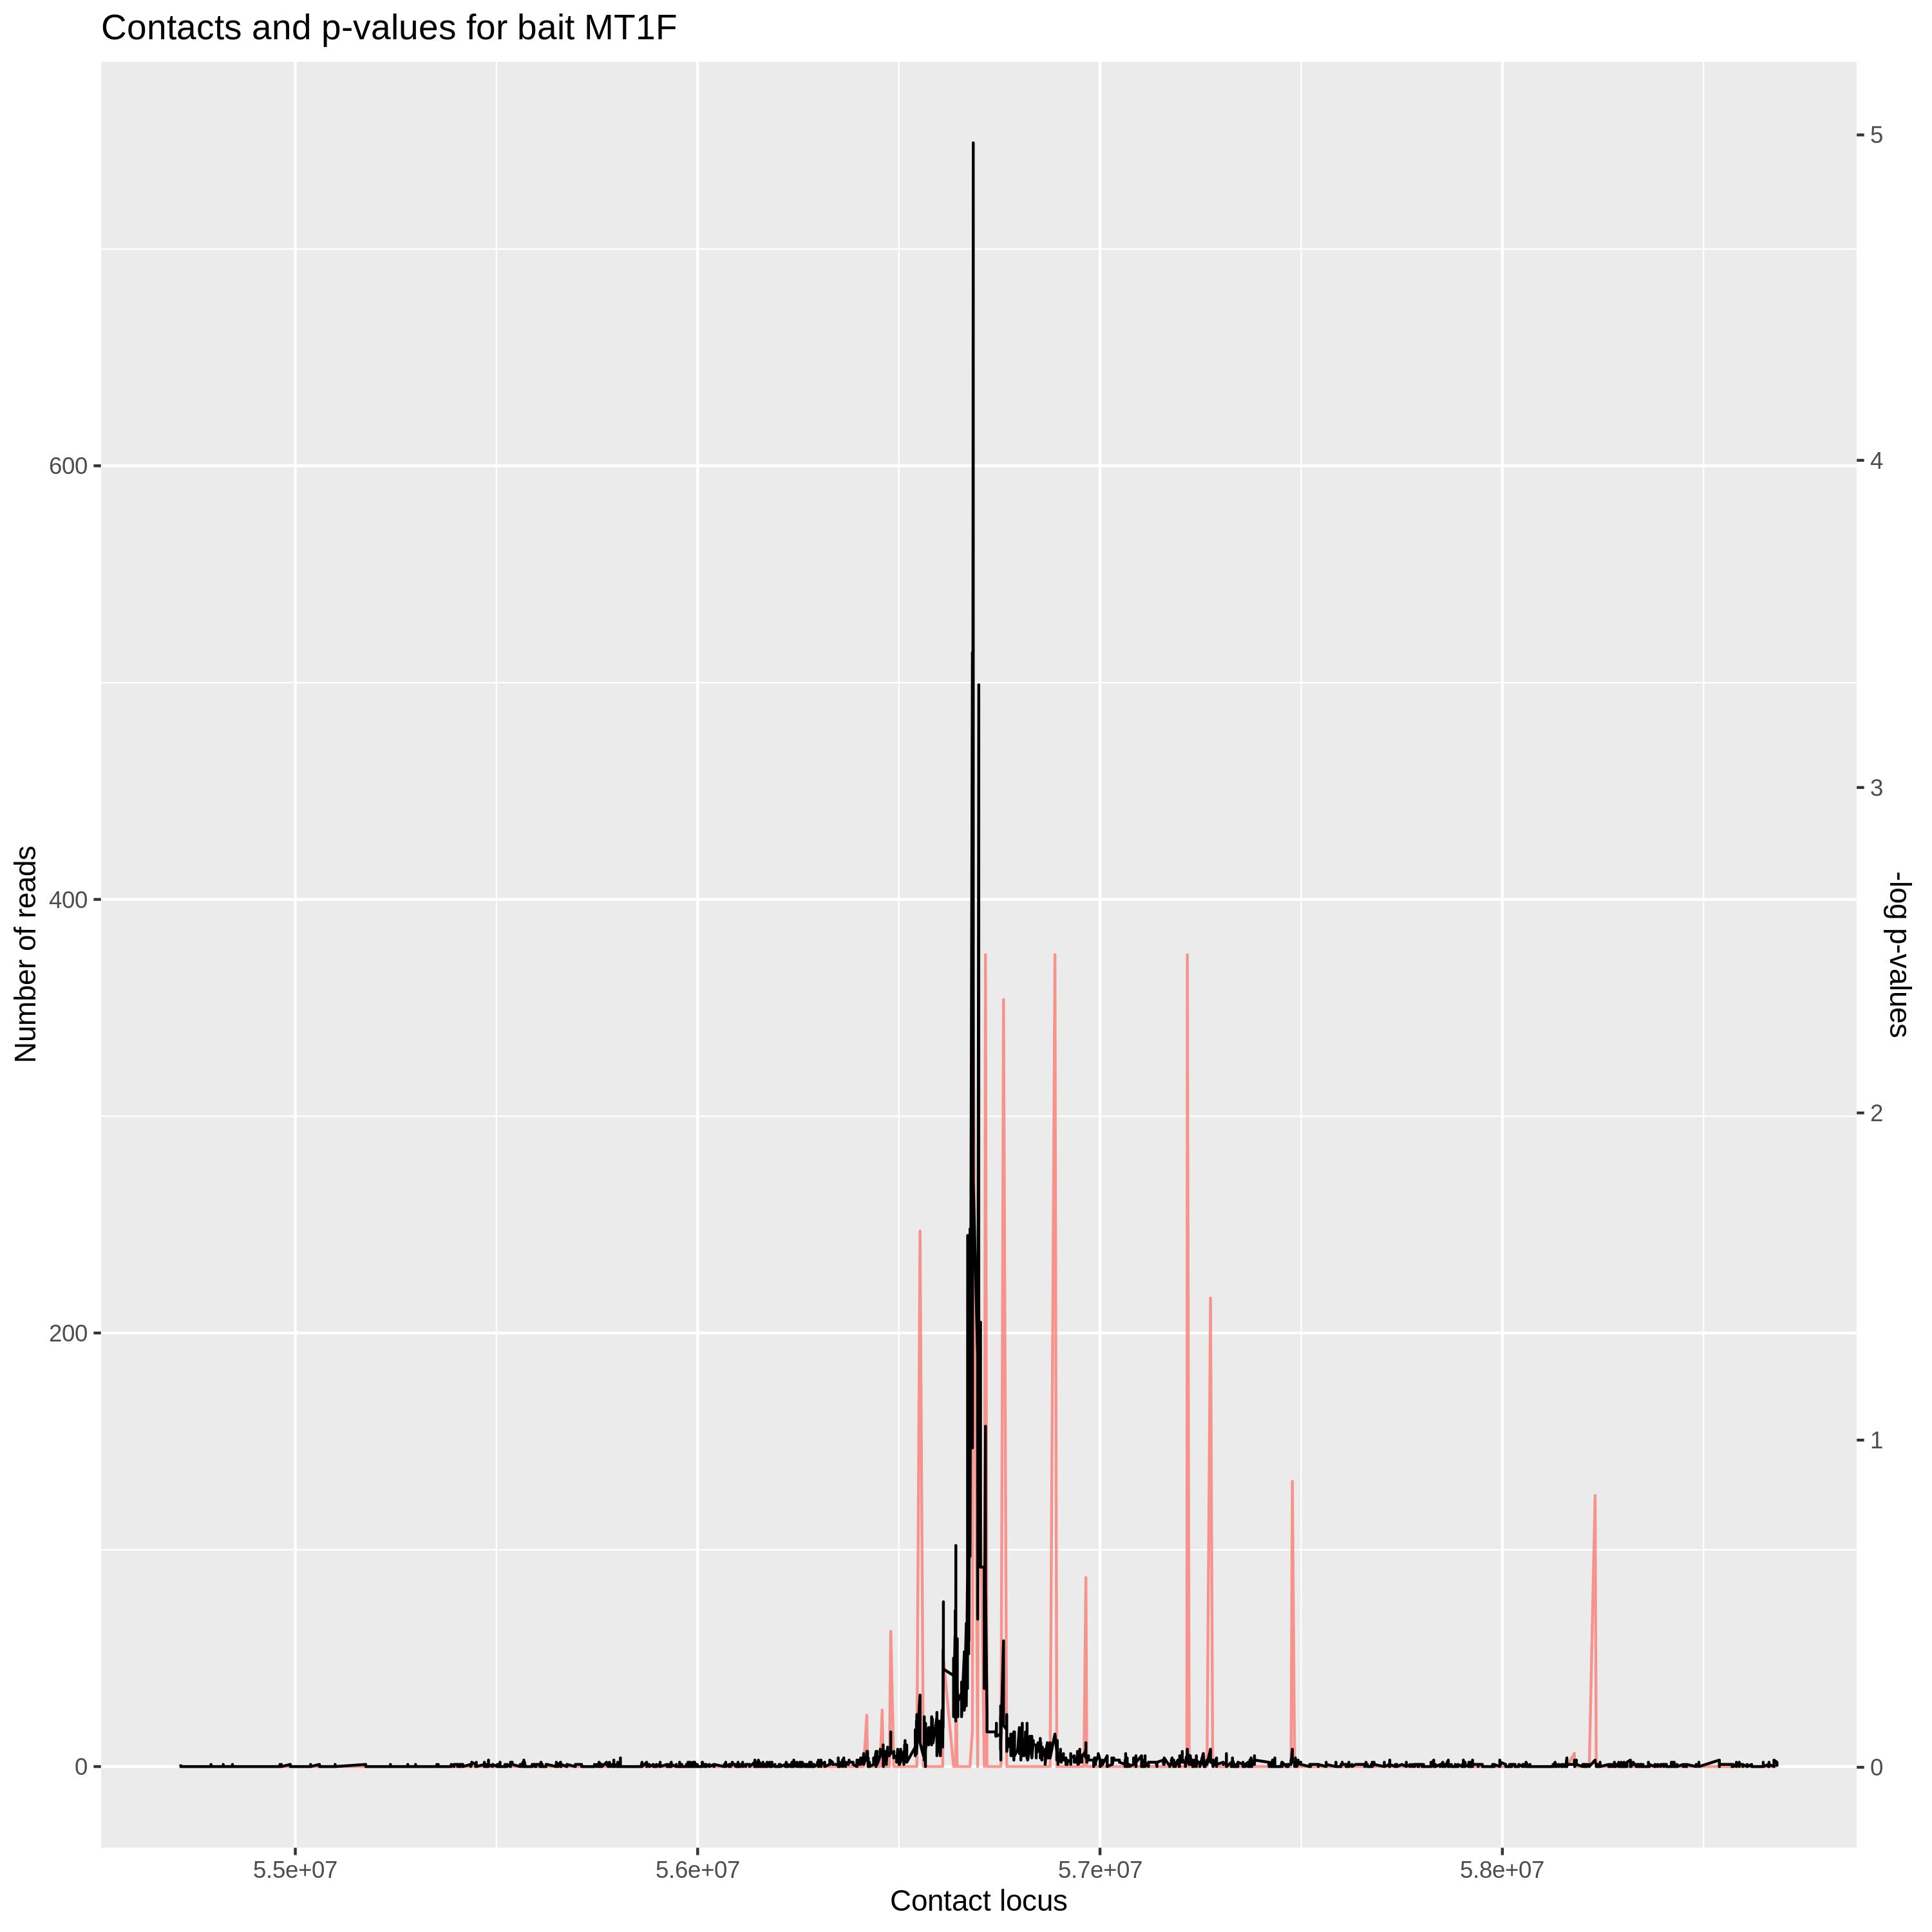 Contacts and p-values for bait MT1F
Number of reads
600
400
200
0
5
4
3
2
1
0
-log p-values
5.5e+07
5.6e+07
5.7e+07
5.8e+07
Contact locus